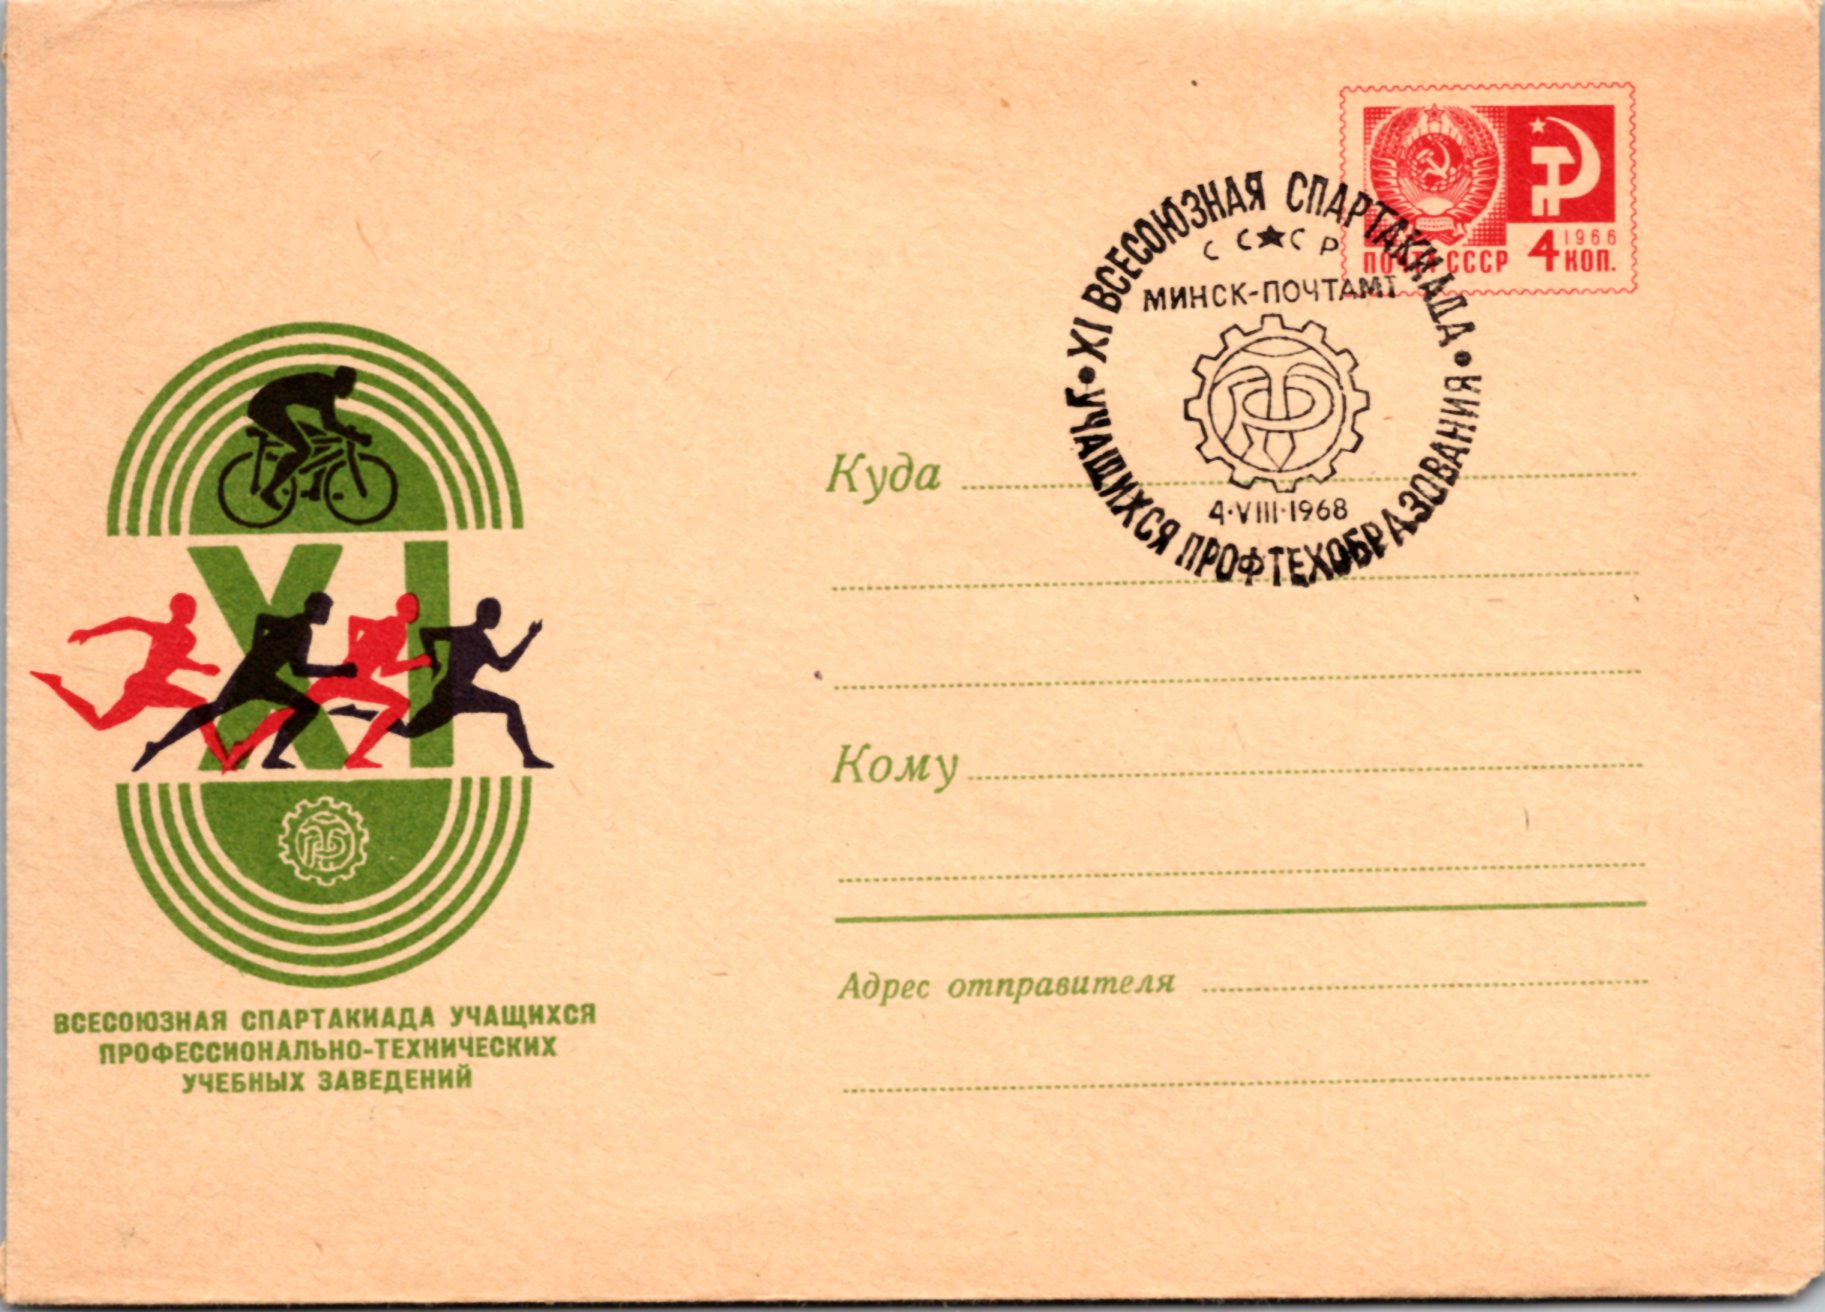 1966
ПОЧТА СССР 4 КОП.
XI ВСЕСОЮЗНАЯ СПАРТАКИАДА
СССР
МИНСК-ПОЧТАМТ
4·VIII·1968
УЧАЩИХСЯ ПРОФТЕХОБРАЗОВАНИЯ
XI
ВСЕСОЮЗНАЯ СПАРТАКИАДА УЧАЩИХСЯ
ПРОФЕССИОНАЛЬНО-ТЕХНИЧЕСКИХ
УЧЕБНЫХ ЗАВЕДЕНИЙ
Куда
Кому
Адрес отправителя